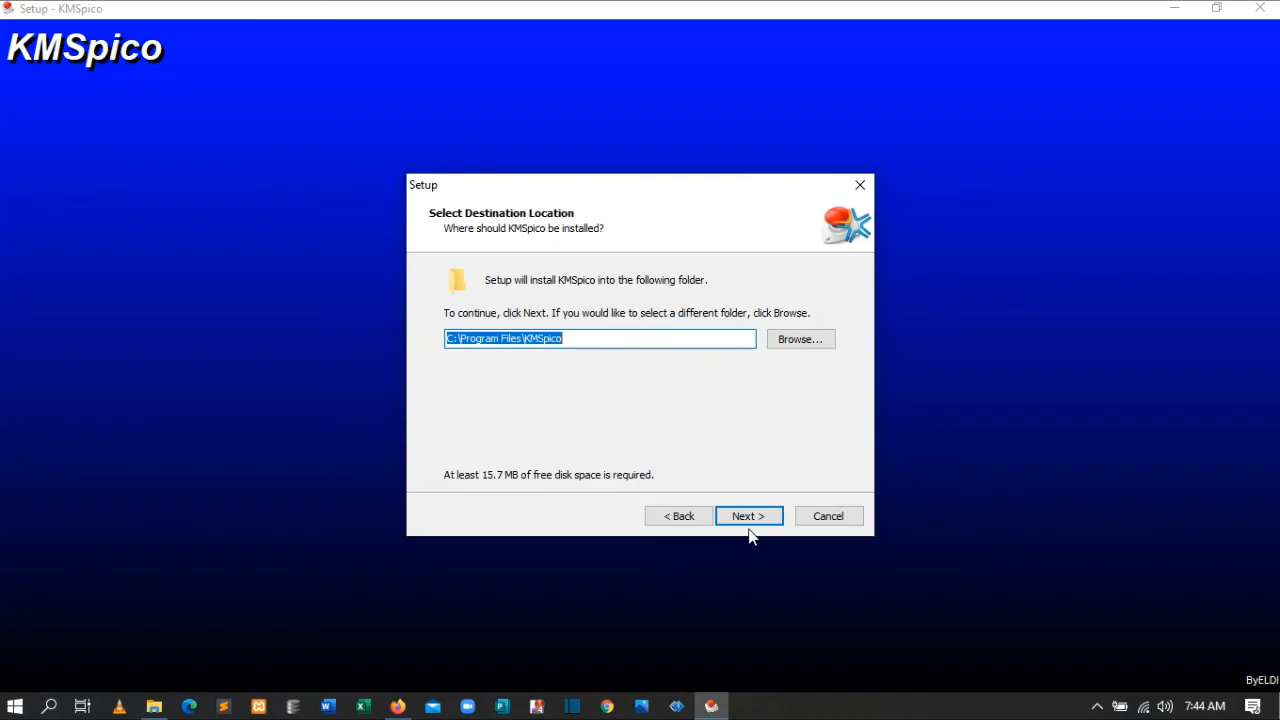 Setup - KMSpico
KMSpico
Setup
Select Destination Location
Where should KMSpico be installed?
Setup will install KMSpico into the following folder.
To continue, click Next. If you would like to select a different folder, click Browse.
C:\Program Files\KMSpico
Browse...
At least 15.7 MB of free disk space is required.
< Back
Next >
Cancel
ByELDI
7:44 AM